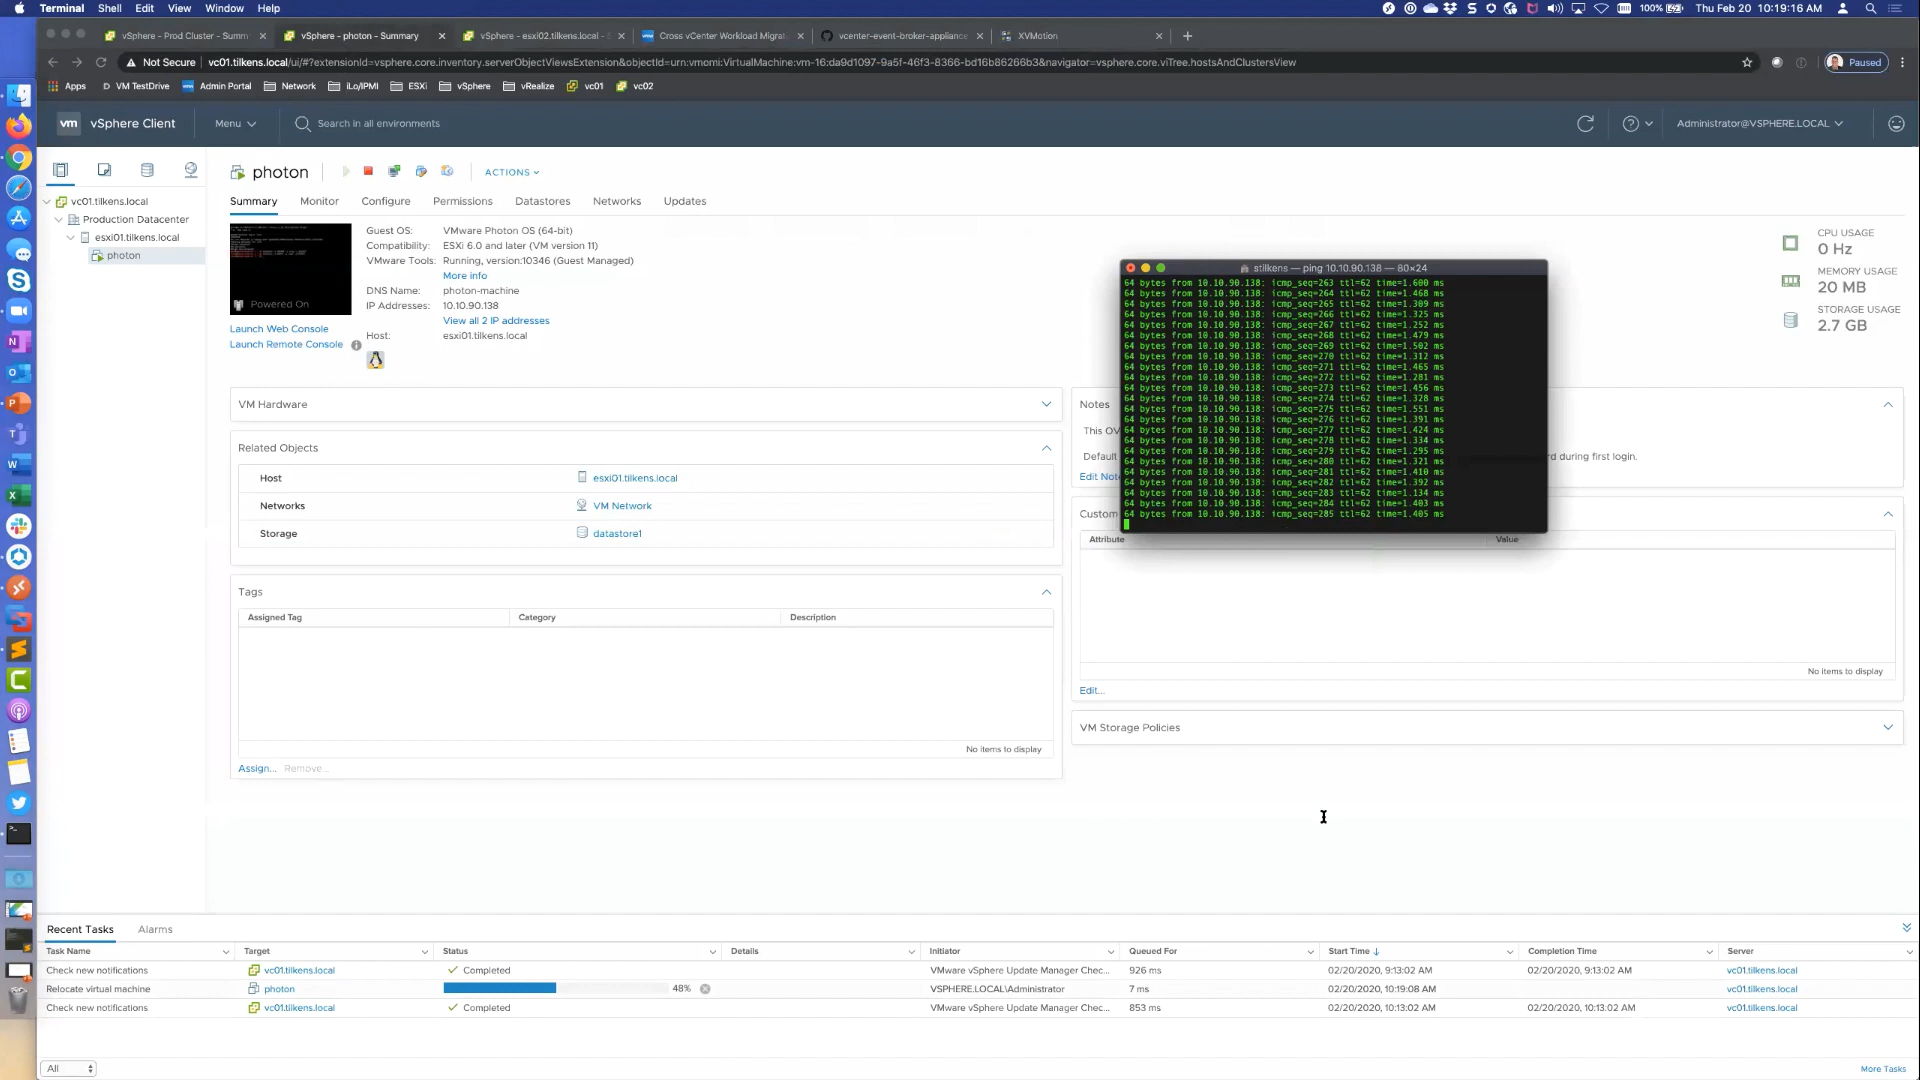 Terminal Shell Edit View Window Help
100% Thu Feb 20 10:19:16 AM
vSphere - Prod Cluster - Summ
vSphere - photon - Summary
vSphere - esxi02.tilkens.local - S
Cross vCenter Workload Migrat
vcenter-event-broker-appliance
XVMotion
Not Secure vc01.tilkens.local/ui/#?extensionId=vsphere.core.inventory.serverObjectViewsExtension&objectId=urn:vmomi:VirtualMachine:vm-16:da9d1097-9a5f-46f3-8366-bd16b86266b3&navigator=vsphere.core.viTree.hostsAndClustersView
Paused
Apps VM TestDrive Admin Portal Network iLo/IPMI ESXi vSphere vRealize vc01 vc02
vm vSphere Client Menu Search in all environments Administrator@VSPHERE.LOCAL
vc01.tilkens.local
Production Datacenter
esxi01.tilkens.local
photon
photon ACTIONS
Summary Monitor Configure Permissions Datastores Networks Updates
Powered On
Launch Web Console
Launch Remote Console
Guest OS: VMware Photon OS (64-bit)
Compatibility: ESXi 6.0 and later (VM version 11)
VMware Tools: Running, version:10346 (Guest Managed)
More info
DNS Name: photon-machine
IP Addresses: 10.10.90.138
View all 2 IP addresses
Host: esxi01.tilkens.local
CPU USAGE
0 Hz
MEMORY USAGE
20 MB
STORAGE USAGE
2.7 GB
stilkens — ping 10.10.90.138 — 80×24
64 bytes from 10.10.90.138: icmp_seq=263 ttl=62 time=1.600 ms
64 bytes from 10.10.90.138: icmp_seq=264 ttl=62 time=1.468 ms
64 bytes from 10.10.90.138: icmp_seq=265 ttl=62 time=1.309 ms
64 bytes from 10.10.90.138: icmp_seq=266 ttl=62 time=1.325 ms
64 bytes from 10.10.90.138: icmp_seq=267 ttl=62 time=1.252 ms
64 bytes from 10.10.90.138: icmp_seq=268 ttl=62 time=1.479 ms
64 bytes from 10.10.90.138: icmp_seq=269 ttl=62 time=1.502 ms
64 bytes from 10.10.90.138: icmp_seq=270 ttl=62 time=1.312 ms
64 bytes from 10.10.90.138: icmp_seq=271 ttl=62 time=1.465 ms
64 bytes from 10.10.90.138: icmp_seq=272 ttl=62 time=1.281 ms
64 bytes from 10.10.90.138: icmp_seq=273 ttl=62 time=1.456 ms
64 bytes from 10.10.90.138: icmp_seq=274 ttl=62 time=1.328 ms
64 bytes from 10.10.90.138: icmp_seq=275 ttl=62 time=1.551 ms
64 bytes from 10.10.90.138: icmp_seq=276 ttl=62 time=1.391 ms
64 bytes from 10.10.90.138: icmp_seq=277 ttl=62 time=1.424 ms
64 bytes from 10.10.90.138: icmp_seq=278 ttl=62 time=1.334 ms
64 bytes from 10.10.90.138: icmp_seq=279 ttl=62 time=1.295 ms
64 bytes from 10.10.90.138: icmp_seq=280 ttl=62 time=1.321 ms
64 bytes from 10.10.90.138: icmp_seq=281 ttl=62 time=1.410 ms
64 bytes from 10.10.90.138: icmp_seq=282 ttl=62 time=1.392 ms
64 bytes from 10.10.90.138: icmp_seq=283 ttl=62 time=1.134 ms
64 bytes from 10.10.90.138: icmp_seq=284 ttl=62 time=1.403 ms
64 bytes from 10.10.90.138: icmp_seq=285 ttl=62 time=1.405 ms
VM Hardware
Related Objects
Host esxi01.tilkens.local
Networks VM Network
Storage datastore1
Tags
Assigned Tag Category Description
No items to display
Assign... Remove...
Notes
This OV
Default rd during first login.
Edit Note
Custom
Attribute Value
No items to display
Edit...
VM Storage Policies
Recent Tasks Alarms
Task Name Target Status Details Initiator Queued For Start Time Completion Time Server
Check new notifications vc01.tilkens.local Completed VMware vSphere Update Manager Chec... 926 ms 02/20/2020, 9:13:02 AM 02/20/2020, 9:13:02 AM vc01.tilkens.local
Relocate virtual machine photon 48% VSPHERE.LOCAL\Administrator 7 ms 02/20/2020, 10:19:08 AM vc01.tilkens.local
Check new notifications vc01.tilkens.local Completed VMware vSphere Update Manager Chec... 853 ms 02/20/2020, 10:13:02 AM 02/20/2020, 10:13:02 AM vc01.tilkens.local
All
More Tasks